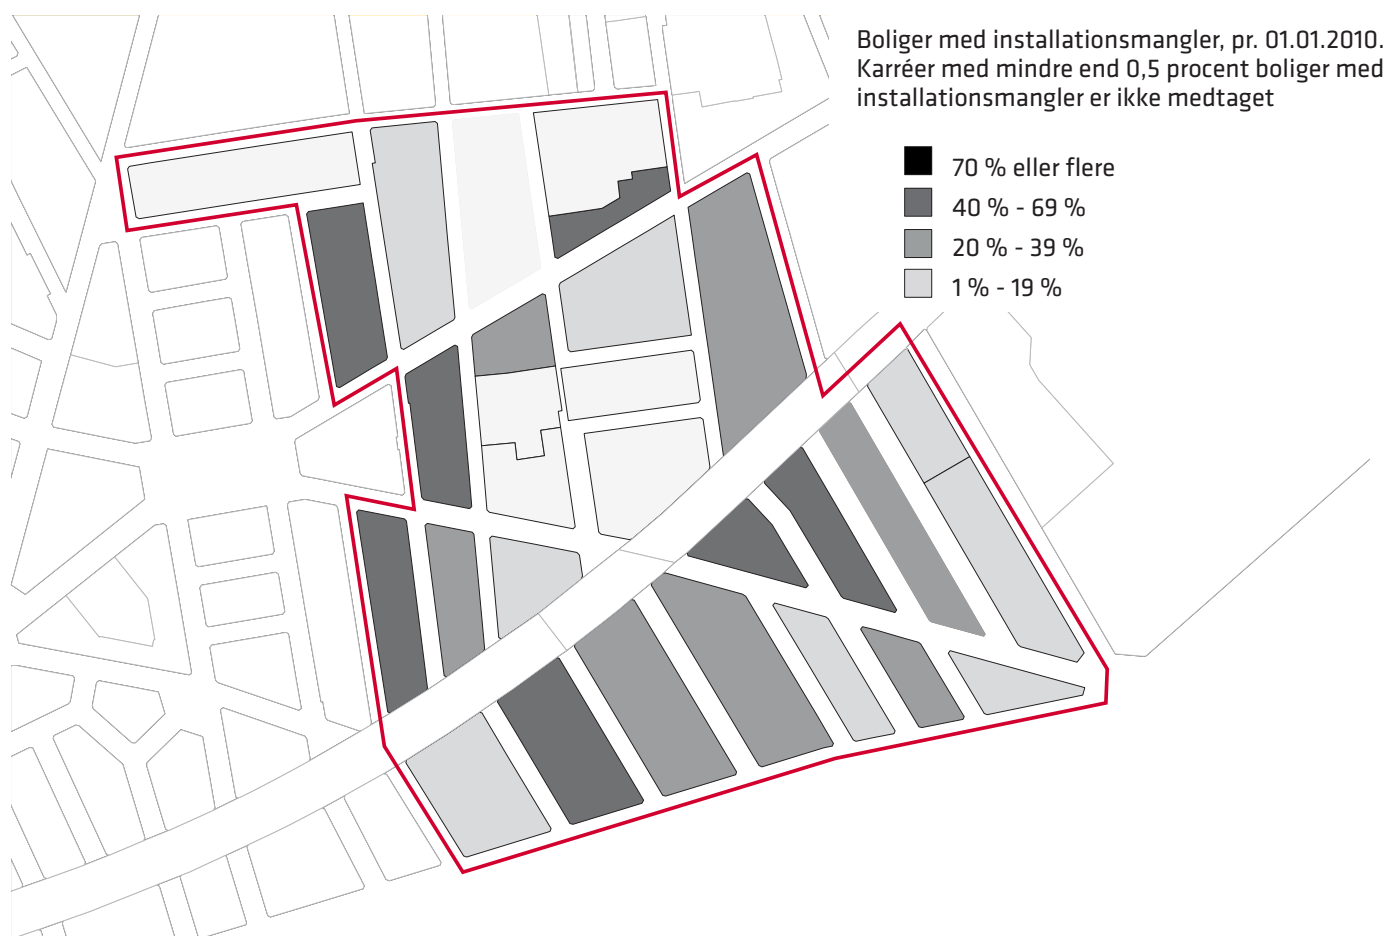 Boliger med installationsmangler, pr. 01.01.2010.
Karréer med mindre end 0,5 procent boliger med
installationsmangler er ikke medtaget
70 % eller flere
40 % - 69 %
20 % - 39 %
1 % - 19 %